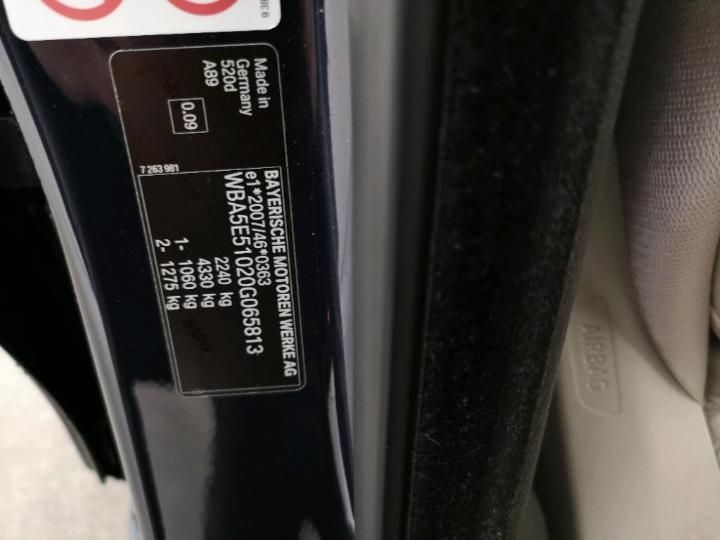 BAYERISCHE MOTOREN WERKE AG
e1*2007/46*0363
WBA5E51020G065813
2240 kg
4330 kg
1- 1060 kg
2- 1275 kg
7 263 981
Made in
Germany
520d
A89
0.09
AIRBAG